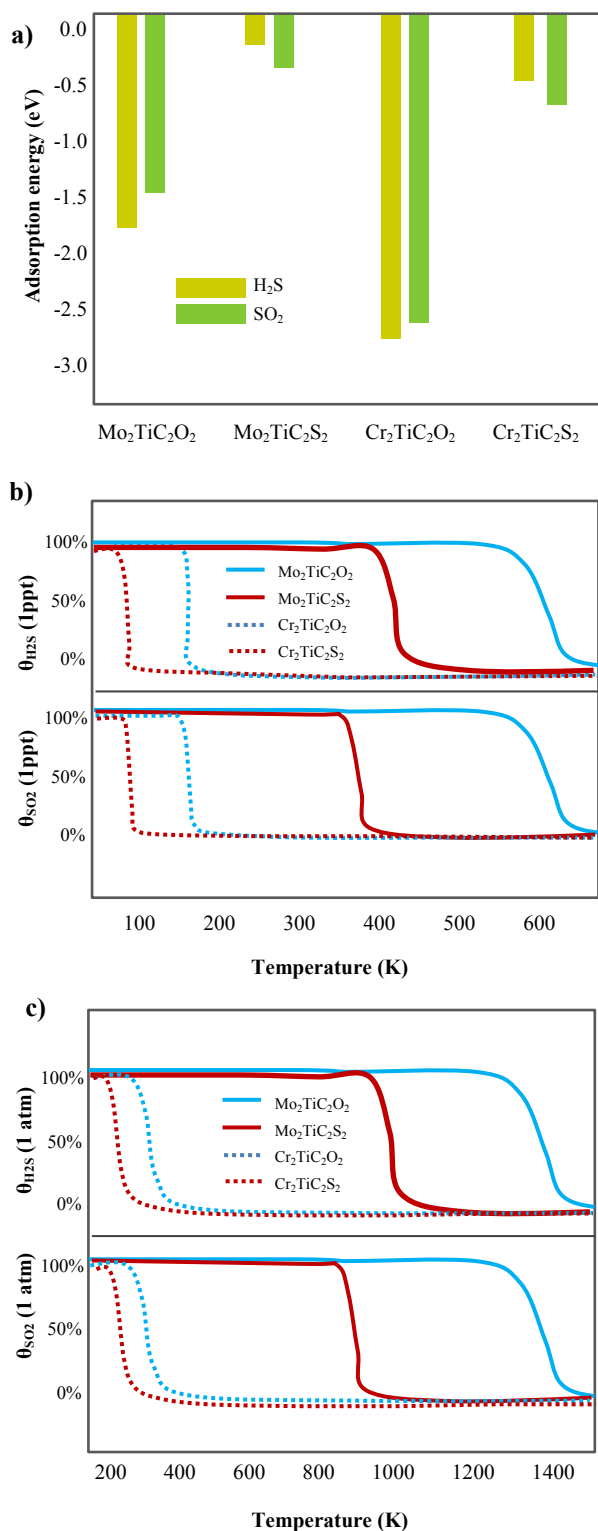 a)
Adsorption energy (eV)
0.0
-0.5
-1.0
-1.5
-2.0
-2.5
-3.0
H₂S
SO₂
Mo₂TiC₂O₂ Mo₂TiC₂S₂ Cr₂TiC₂O₂ Cr₂TiC₂S₂
b)
θH2S (1ppt)
100%
50%
0%
Mo₂TiC₂O₂
Mo₂TiC₂S₂
Cr₂TiC₂O₂
Cr₂TiC₂S₂
θSO2 (1ppt)
100%
50%
0%
100 200 300 400 500 600
Temperature (K)
c)
θH2S (1 atm)
100%
50%
0%
Mo₂TiC₂O₂
Mo₂TiC₂S₂
Cr₂TiC₂O₂
Cr₂TiC₂S₂
θSO2 (1 atm)
100%
50%
0%
200 400 600 800 1000 1200 1400
Temperature (K)